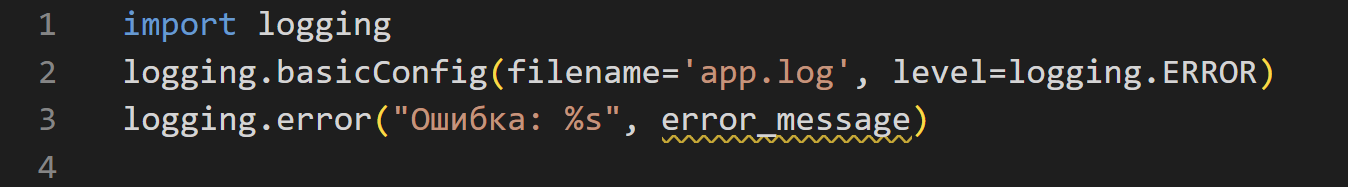 1 import logging
2 logging.basicConfig(filename='app.log', level=logging.ERROR)
3 logging.error("Ошибка: %s", error_message)
4